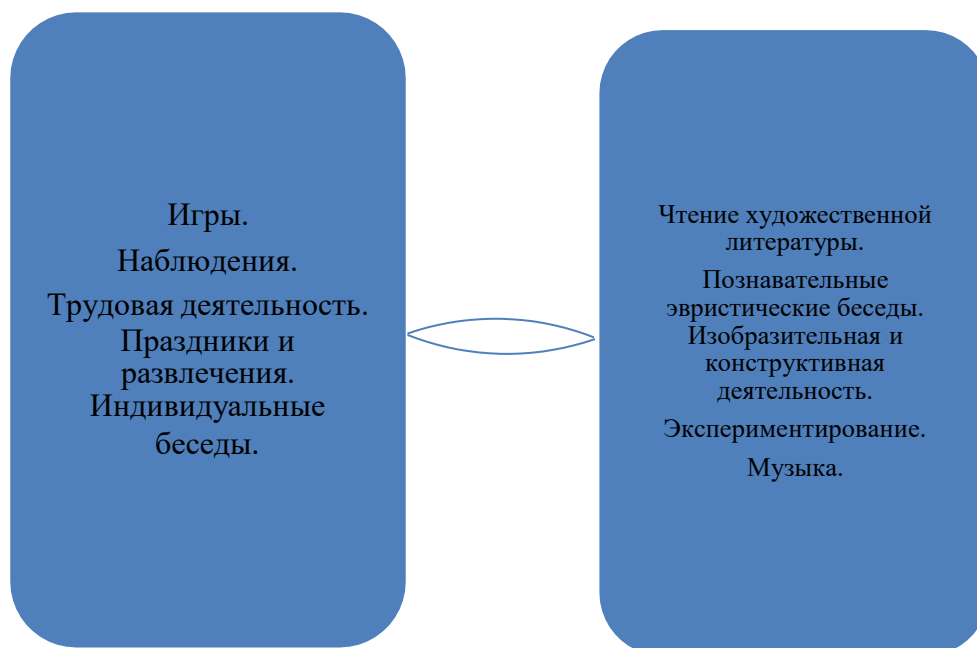 Игры.
Наблюдения.
Трудовая деятельность.
Праздники и
развлечения.
Индивидуальные
беседы.
Чтение художественной
литературы.
Познавательные
эвристические беседы.
Изобразительная и
конструктивная
деятельность.
Экспериментирование.
Музыка.